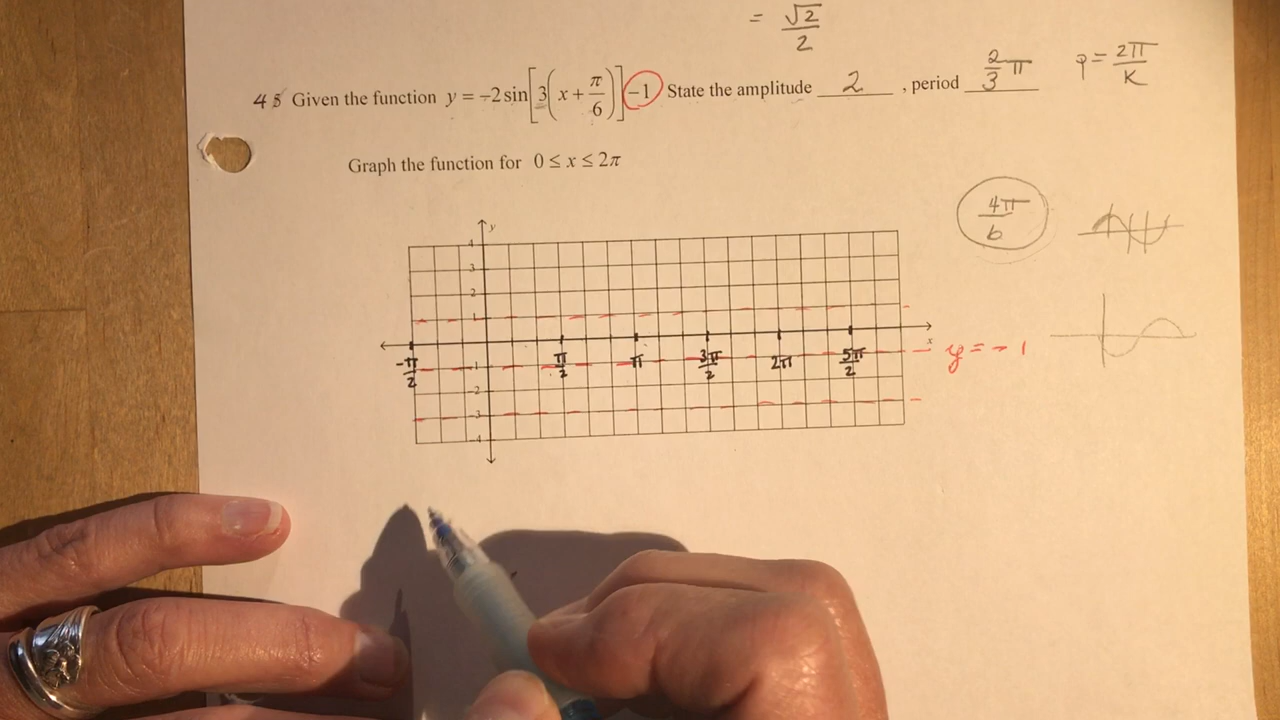 = √2/2
45 Given the function y = -2 sin[3(x + π/6)] -1 State the amplitude 2 , period 2/3 π P = 2π/K
Graph the function for 0 ≤ x ≤ 2π
4π/6
y
4
3
2
1
x
-π/2 π/2 π 3π/2 2π 5π/2 y = -1
-1
-2
-3
-4